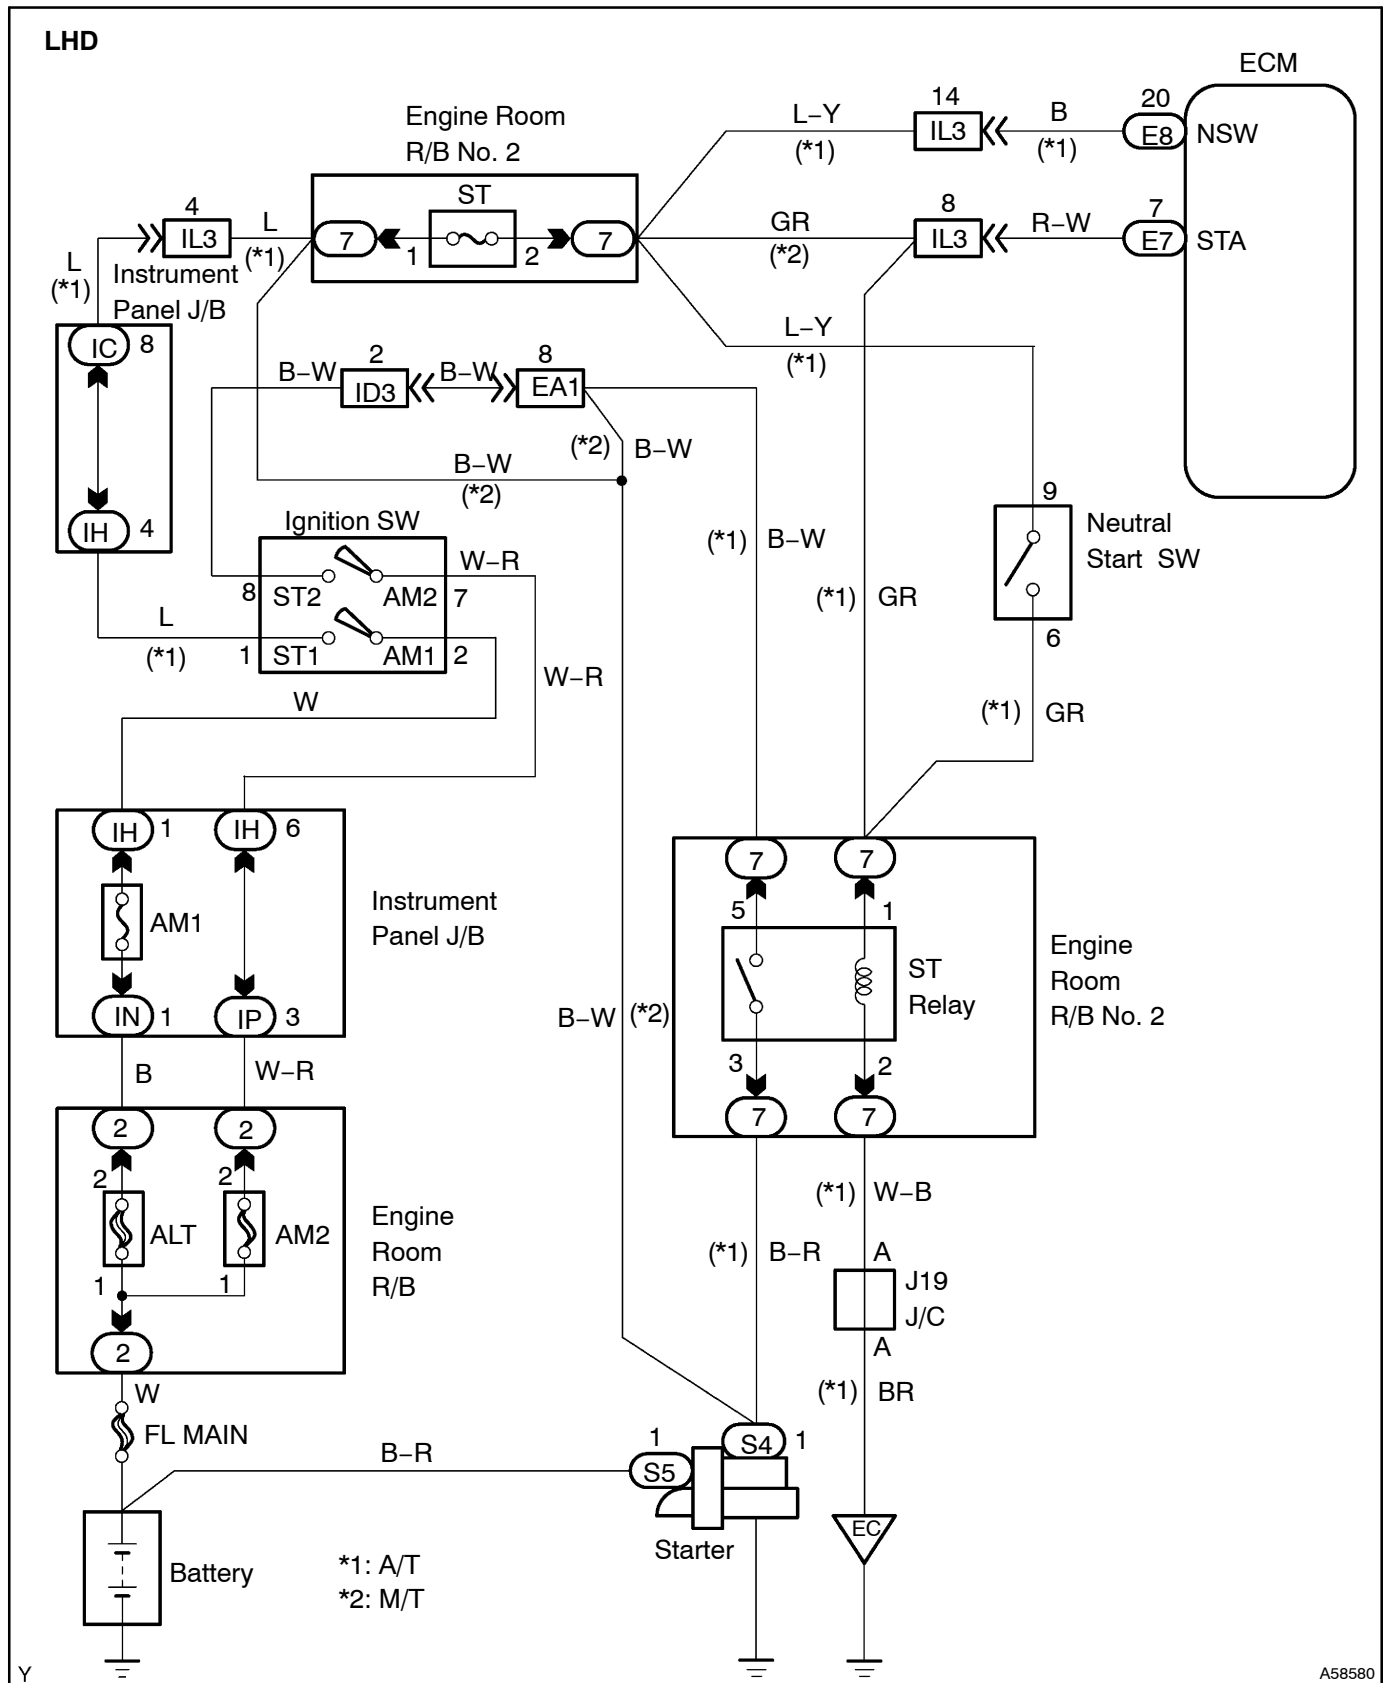 LHD
ECM
Engine Room
R/B No. 2
ST
7
1
2
7
L-Y
(*1)
14
IL3
B
(*1)
20
E8
NSW
4
IL3
L
(*1)
GR
(*2)
8
IL3
R-W
7
E7
STA
L
(*1)
Instrument
Panel J/B
IC
8
IH
4
L-Y
(*1)
B-W
2
ID3
B-W
8
EA1
(*2)
B-W
B-W
(*2)
Ignition SW
W-R
8
ST2
AM2
7
1
ST1
AM1
2
L
(*1)
W
W-R
(*1)
B-W
(*1)
GR
9
Neutral
Start SW
6
(*1)
GR
IH
1
IH
6
AM1
Instrument
Panel J/B
IN
1
IP
3
B
W-R
7
7
5
1
ST
Relay
Engine
Room
R/B No. 2
3
2
7
7
B-W
(*2)
2
2
2
2
ALT
AM2
1
1
Engine
Room
R/B
2
W
FL MAIN
(*1)
W-B
(*1)
B-R
A
J19
J/C
A
(*1)
BR
B-R
1
S5
S4
1
Starter
EC
Battery
*1: A/T
*2: M/T
Y
A58580